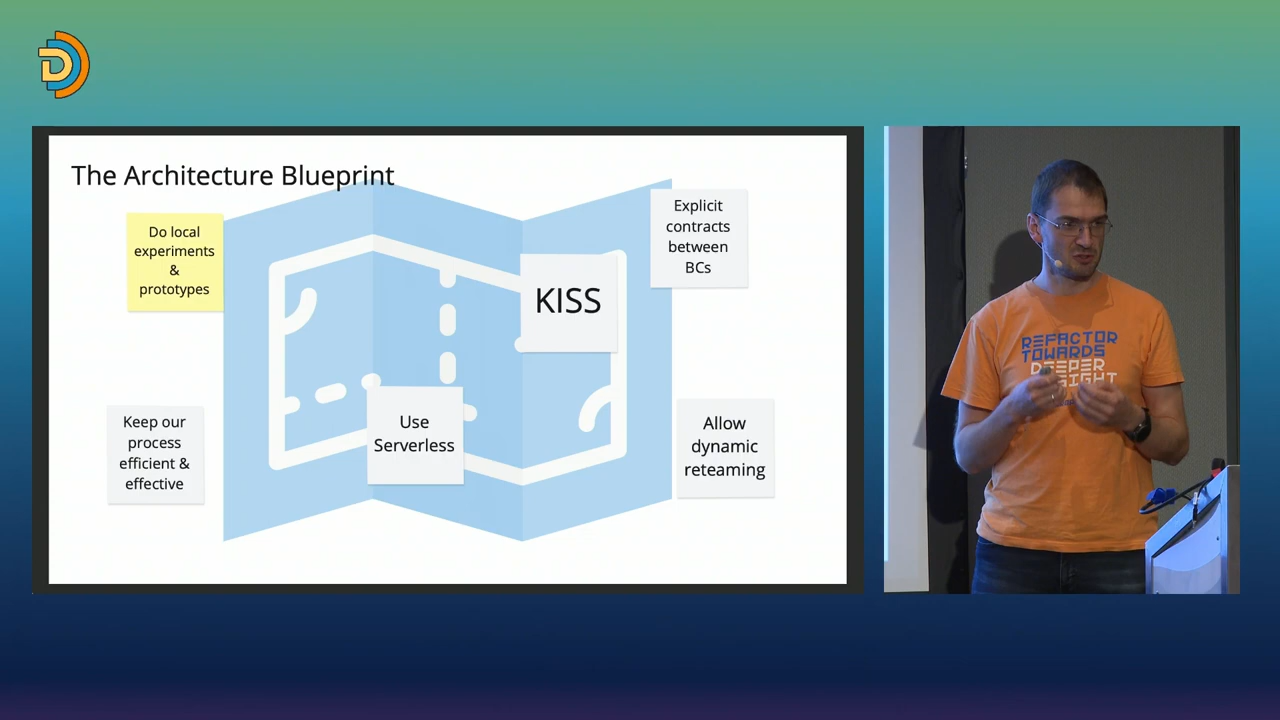 D
The Architecture Blueprint
Do local
experiments
&
prototypes
Explicit
contracts
between
BCs
KISS
Keep our
process
efficient &
effective
Use
Serverless
Allow
dynamic
reteaming
REFACTOR
TOWARDS
DEEPER